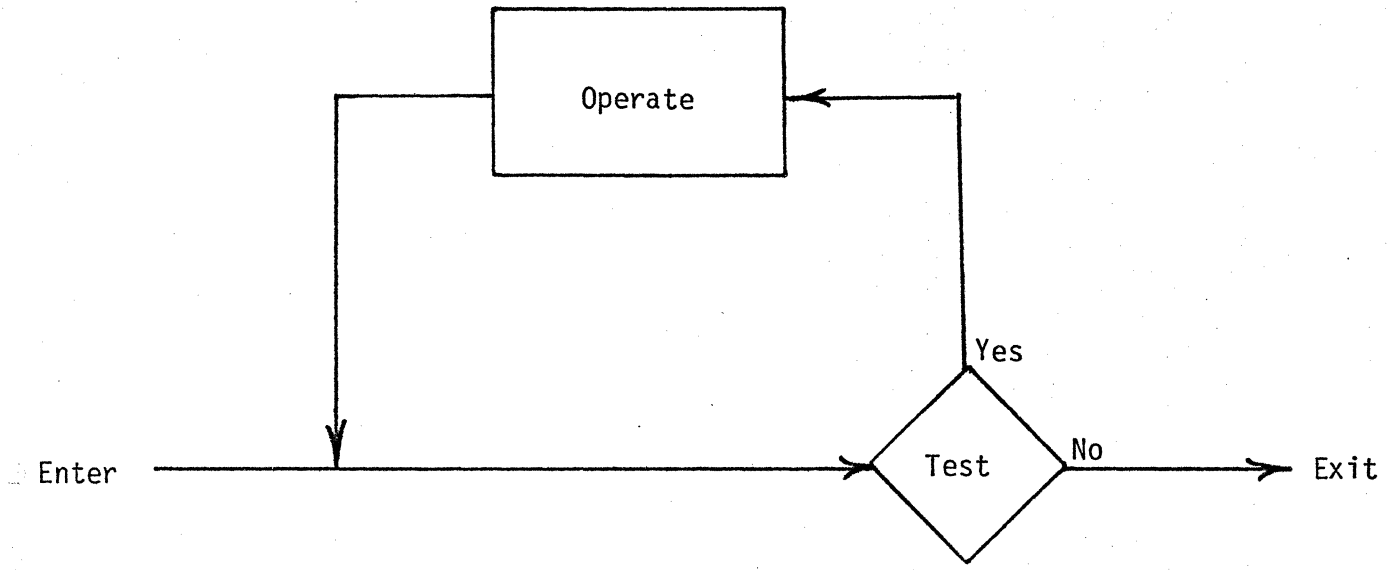 Operate
Yes
No
Enter
Test
Exit